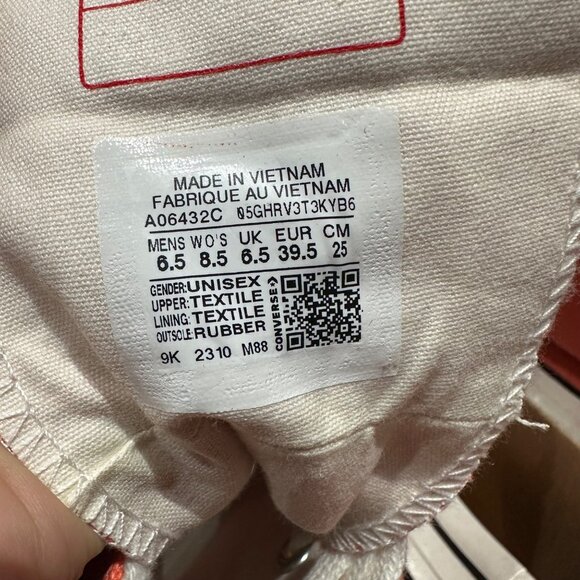 MADE IN VIETNAM
FABRIQUE AU VIETNAM
A06432C 05GHRV3T3KYB6
MENS WO'S UK EUR CM
6.5 8.5 6.5 39.5 25
GENDER: UNISEX
UPPER: TEXTILE
LINING: TEXTILE
OUTSOLE: RUBBER
CONVERSE
9K 2310 M88